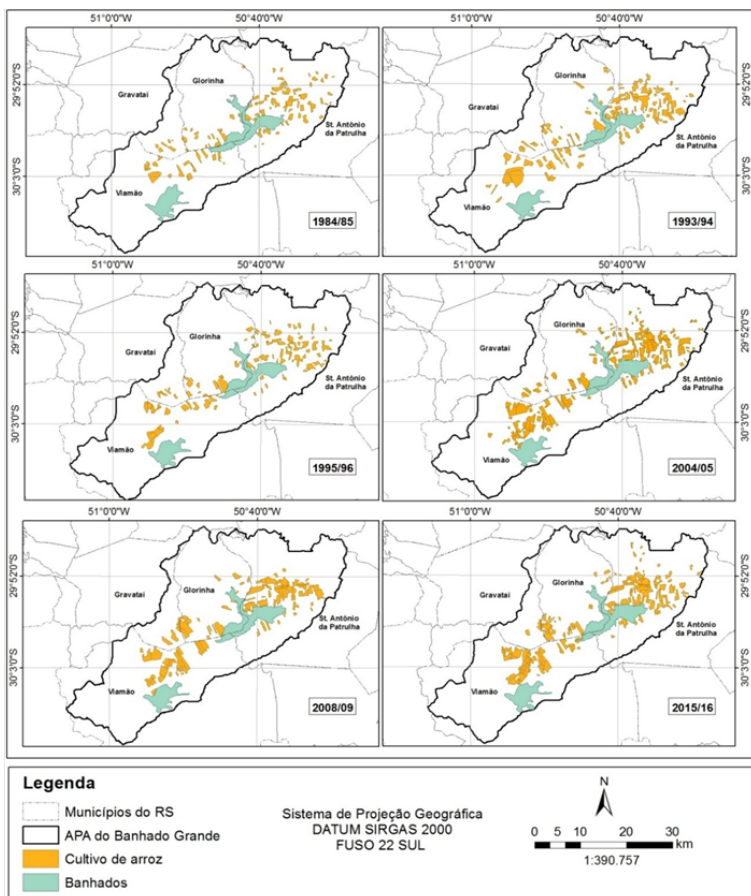 51°0'0"W 50°40'0"W 51°0'0"W 50°40'0"W
29°52'0"S
30°3'0"S
Gravataí
Glorinha
St. Antônio
da Patrulha
Viamão
1984/85
29°52'0"S
30°3'0"S
Gravataí
Glorinha
St. Antônio
da Patrulha
Viamão
1993/94
51°0'0"W 50°40'0"W 51°0'0"W 50°40'0"W
29°52'0"S
30°3'0"S
Gravataí
Glorinha
St. Antônio
da Patrulha
Viamão
1995/96
29°52'0"S
30°3'0"S
Gravataí
Glorinha
St. Antônio
da Patrulha
Viamão
2004/05
51°0'0"W 50°40'0"W 51°0'0"W 50°40'0"W
29°52'0"S
30°3'0"S
Gravataí
Glorinha
St. Antônio
da Patrulha
Viamão
2008/09
29°52'0"S
30°3'0"S
Gravataí
Glorinha
St. Antônio
da Patrulha
Viamão
2015/16
Legenda
Municípios do RS
APA do Banhado Grande
Cultivo de arroz
Banhados
Sistema de Projeção Geográfica
DATUM SIRGAS 2000
FUSO 22 SUL
N
0 5 10 20 30
km
1:390.757